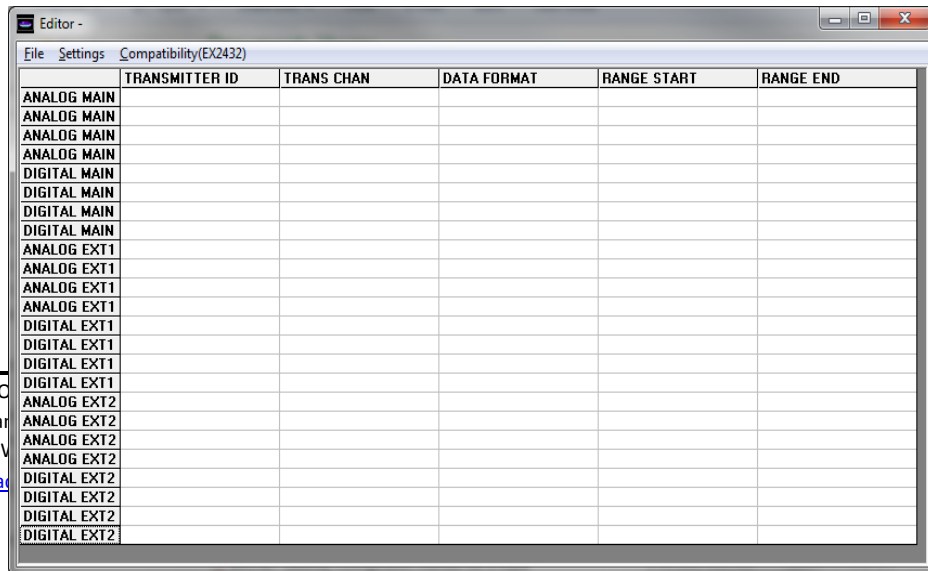 Editor -
File Settings Compatibility(EX2432)
TRANSMITTER ID TRANS CHAN DATA FORMAT RANGE START RANGE END
ANALOG MAIN
ANALOG MAIN
ANALOG MAIN
ANALOG MAIN
DIGITAL MAIN
DIGITAL MAIN
DIGITAL MAIN
DIGITAL MAIN
ANALOG EXT1
ANALOG EXT1
ANALOG EXT1
ANALOG EXT1
DIGITAL EXT1
DIGITAL EXT1
DIGITAL EXT1
DIGITAL EXT1
ANALOG EXT2
ANALOG EXT2
ANALOG EXT2
ANALOG EXT2
DIGITAL EXT2
DIGITAL EXT2
DIGITAL EXT2
DIGITAL EXT2